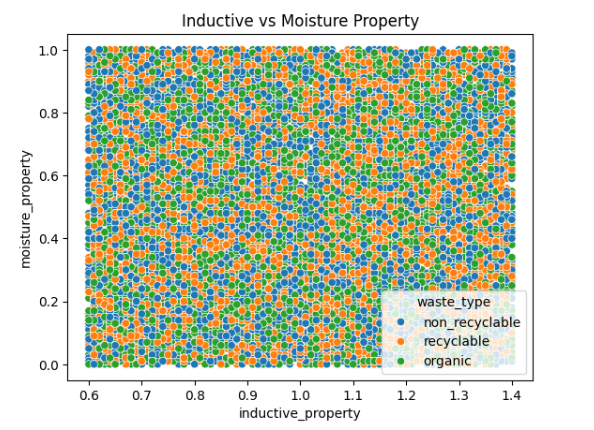 Inductive vs Moisture Property
moisture_property
1.0
0.8
0.6
0.4
0.2
0.0
waste_type
non_recyclable
recyclable
organic
0.6 0.7 0.8 0.9 1.0 1.1 1.2 1.3 1.4
inductive_property